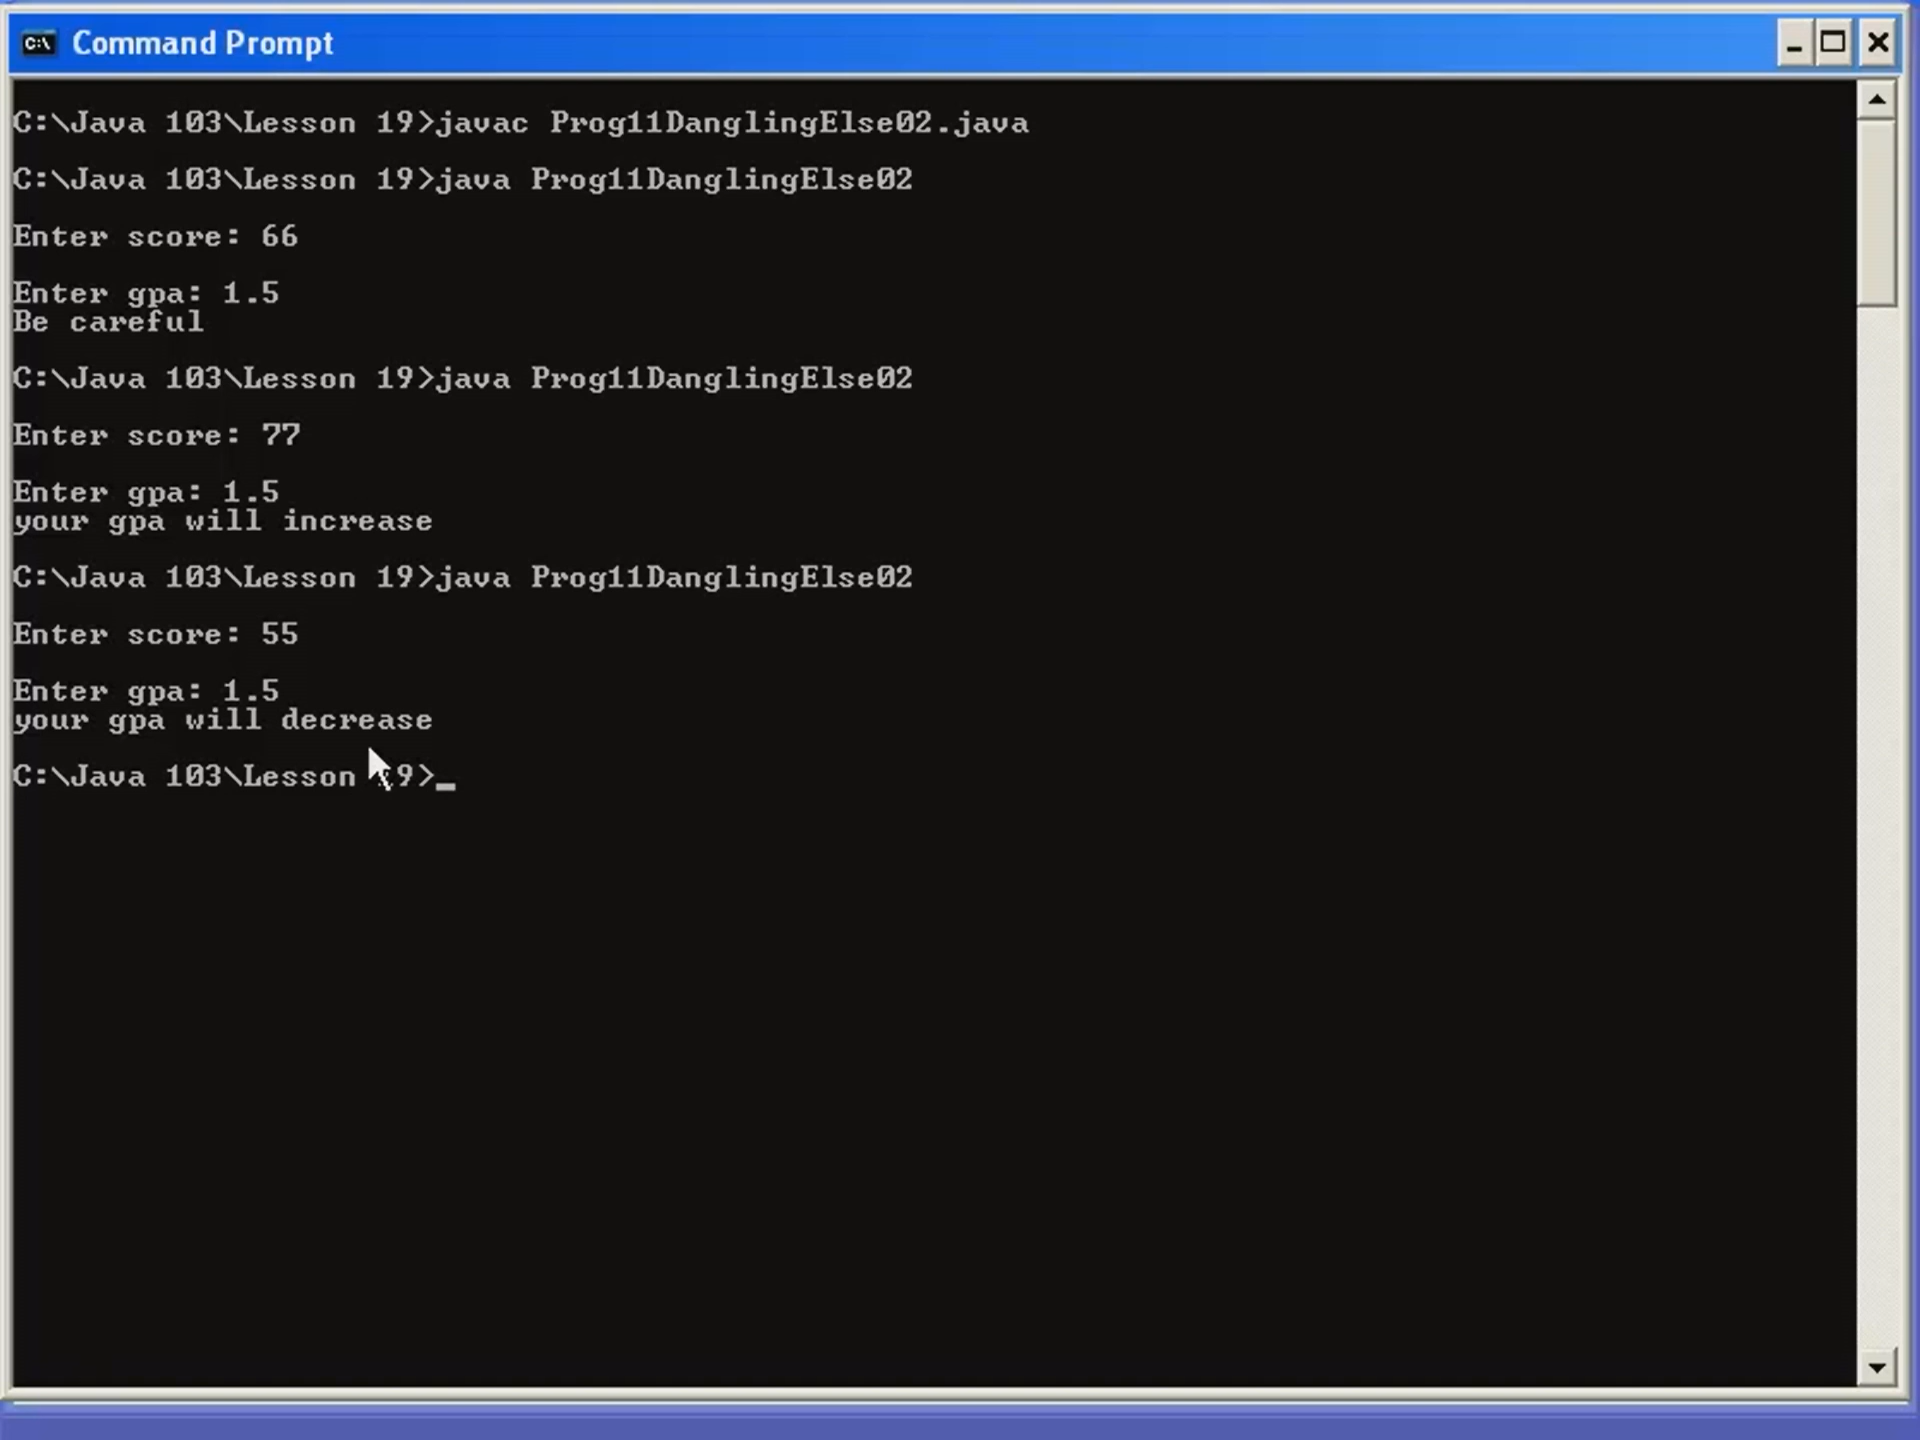 Command Prompt
C:\Java 103\Lesson 19>javac Prog11DanglingElse02.java
C:\Java 103\Lesson 19>java Prog11DanglingElse02
Enter score: 66
Enter gpa: 1.5
Be careful
C:\Java 103\Lesson 19>java Prog11DanglingElse02
Enter score: 77
Enter gpa: 1.5
your gpa will increase
C:\Java 103\Lesson 19>java Prog11DanglingElse02
Enter score: 55
Enter gpa: 1.5
your gpa will decrease
C:\Java 103\Lesson 19>_